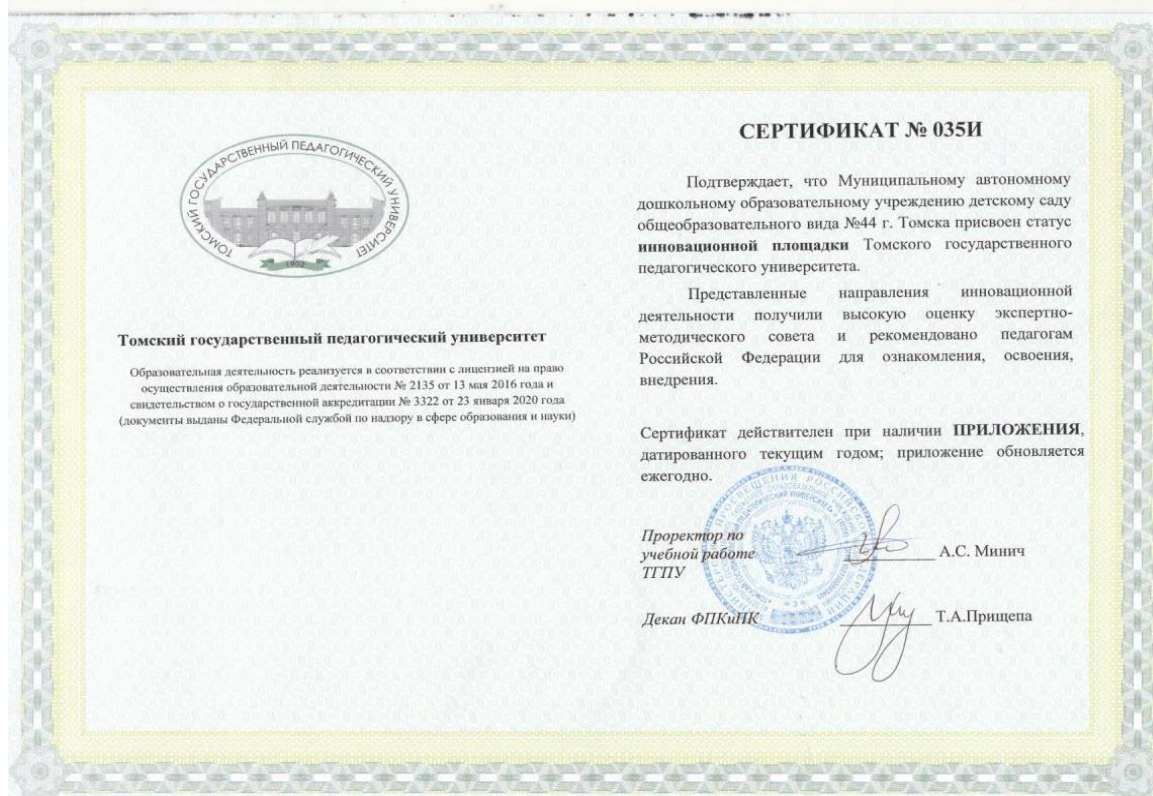 ТОМСКИЙ ГОСУДАРСТВЕННЫЙ ПЕДАГОГИЧЕСКИЙ УНИВЕРСИТЕТ
1902
Томский государственный педагогический университет
Образовательная деятельность реализуется в соответствии с лицензией на право
осуществления образовательной деятельности № 2135 от 13 мая 2016 года и
свидетельством о государственной аккредитации № 3322 от 23 января 2020 года
(документы выданы Федеральной службой по надзору в сфере образования и науки)
СЕРТИФИКАТ № 035И
Подтверждает, что Муниципальному автономному
дошкольному образовательному учреждению детскому саду
общеобразовательного вида №44 г. Томска присвоен статус
инновационной площадки Томского государственного
педагогического университета.
Представленные направления инновационной
деятельности получили высокую оценку экспертно-
методического совета и рекомендовано педагогам
Российской Федерации для ознакомления, освоения,
внедрения.
Сертификат действителен при наличии ПРИЛОЖЕНИЯ,
датированного текущим годом; приложение обновляется
ежегодно.
Проректор по
учебной работе
ТГПУ
А.С. Минич
Декан ФПКиПК
Т.А.Прищепа